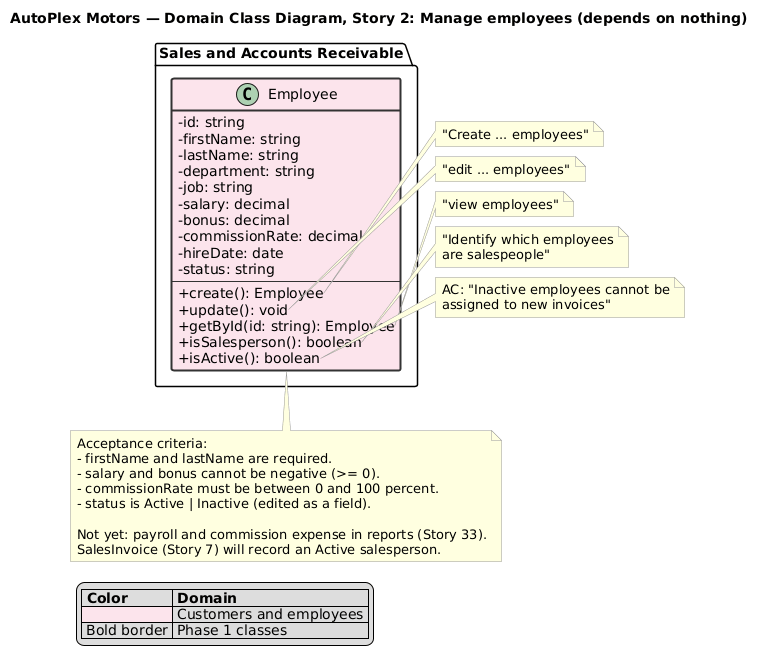 AutoPlex Motors — Domain Class Diagram, Story 2: Manage employees (depends on nothing)
Sales and Accounts Receivable
C Employee
-id: string
-firstName: string
-lastName: string
-department: string
-job: string
-salary: decimal
-bonus: decimal
-commissionRate: decimal
-hireDate: date
-status: string
+create(): Employee
+update(): void
+getById(id: string): Employee
+isSalesperson(): boolean
+isActive(): boolean
"Create ... employees"
"edit ... employees"
"view employees"
"Identify which employees
are salespeople"
AC: "Inactive employees cannot be
assigned to new invoices"
Acceptance criteria:
- firstName and lastName are required.
- salary and bonus cannot be negative (>= 0).
- commissionRate must be between 0 and 100 percent.
- status is Active | Inactive (edited as a field).
Not yet: payroll and commission expense in reports (Story 33).
SalesInvoice (Story 7) will record an Active salesperson.
Color Domain
Customers and employees
Bold border Phase 1 classes